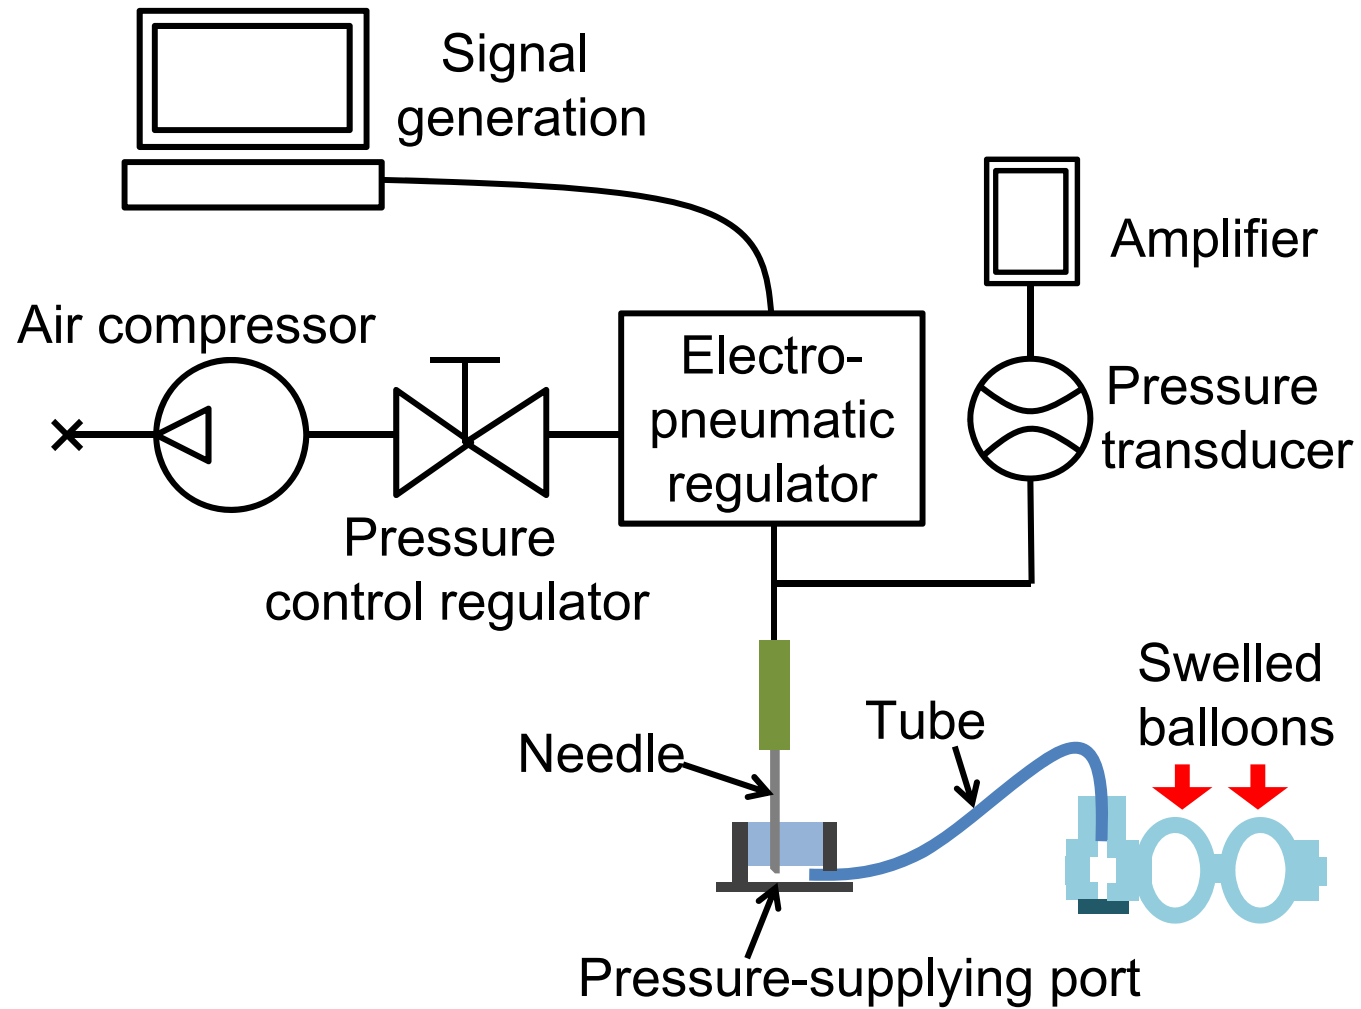 Signal
generation
Amplifier
Air compressor
Electro-
pneumatic
regulator
Pressure
transducer
Pressure
control regulator
Swelled
balloons
Tube
Needle
Pressure-supplying port